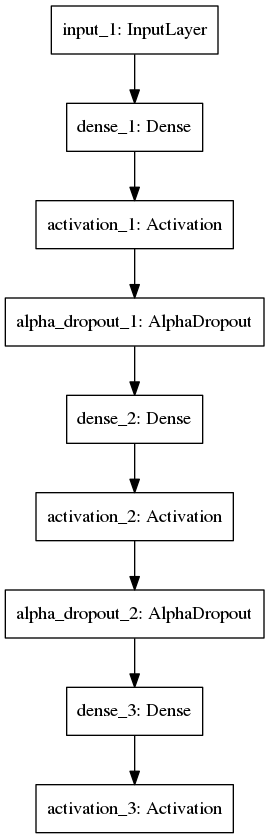 input_1: InputLayer
dense_1: Dense
activation_1: Activation
alpha_dropout_1: AlphaDropout
dense_2: Dense
activation_2: Activation
alpha_dropout_2: AlphaDropout
dense_3: Dense
activation_3: Activation